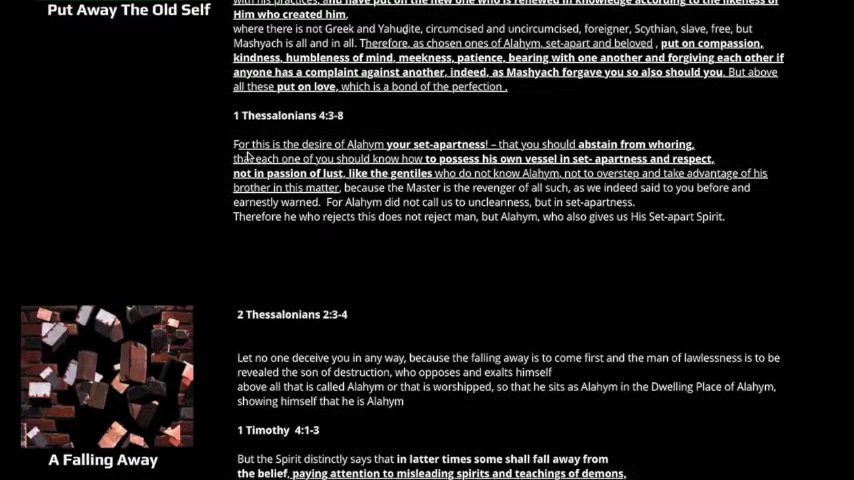 Put Away The Old Self
with his practices, and have put on the new one who is renewed in knowledge according to the likeness of
Him who created him,
where there is not Greek and Yahudite, circumcised and uncircumcised, foreigner, Scythian, slave, free, but
Mashyach is all and in all. Therefore, as chosen ones of Alahym, set-apart and beloved , put on compassion,
kindness, humbleness of mind, meekness, patience, bearing with one another and forgiving each other if
anyone has a complaint against another, indeed, as Mashyach forgave you so also should you. But above
all these put on love, which is a bond of the perfection .
1 Thessalonians 4:3-8
For this is the desire of Alahym your set-apartness! – that you should abstain from whoring,
that each one of you should know how to possess his own vessel in set- apartness and respect,
not in passion of lust, like the gentiles who do not know Alahym, not to overstep and take advantage of his
brother in this matter, because the Master is the revenger of all such, as we indeed said to you before and
earnestly warned. For Alahym did not call us to uncleanness, but in set-apartness.
Therefore he who rejects this does not reject man, but Alahym, who also gives us His Set-apart Spirit.
2 Thessalonians 2:3-4
Let no one deceive you in any way, because the falling away is to come first and the man of lawlessness is to be
revealed the son of destruction, who opposes and exalts himself
above all that is called Alahym or that is worshipped, so that he sits as Alahym in the Dwelling Place of Alahym,
showing himself that he is Alahym
1 Timothy 4:1-3
But the Spirit distinctly says that in latter times some shall fall away from
the belief, paying attention to misleading spirits and teachings of demons,
A Falling Away